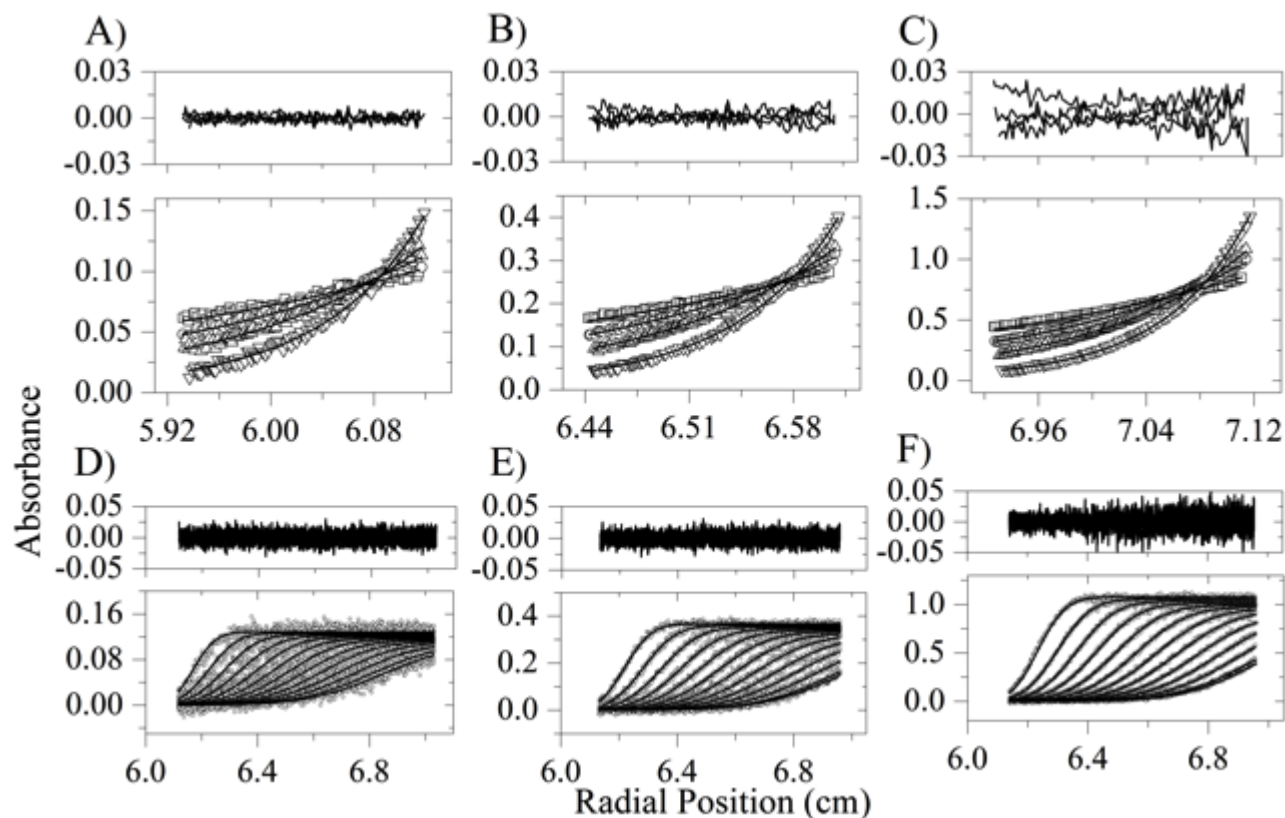 A) B) C)
0.03 0.03 0.03
0.00 0.00 0.00
-0.03 -0.03 -0.03
0.15 0.4 1.5
0.10 0.3 1.0
0.05 0.2 0.5
0.00 0.1 0.0
0.0
5.92 6.00 6.08 6.44 6.51 6.58 6.96 7.04 7.12
Absorbance
D) E) F)
0.05 0.05 0.05
0.00 0.00 0.00
-0.05 -0.05 -0.05
0.16 0.4 1.0
0.08 0.2 0.5
0.00 0.0 0.0
6.0 6.4 6.8 6.0 6.4 6.8 6.0 6.4 6.8
Radial Position (cm)